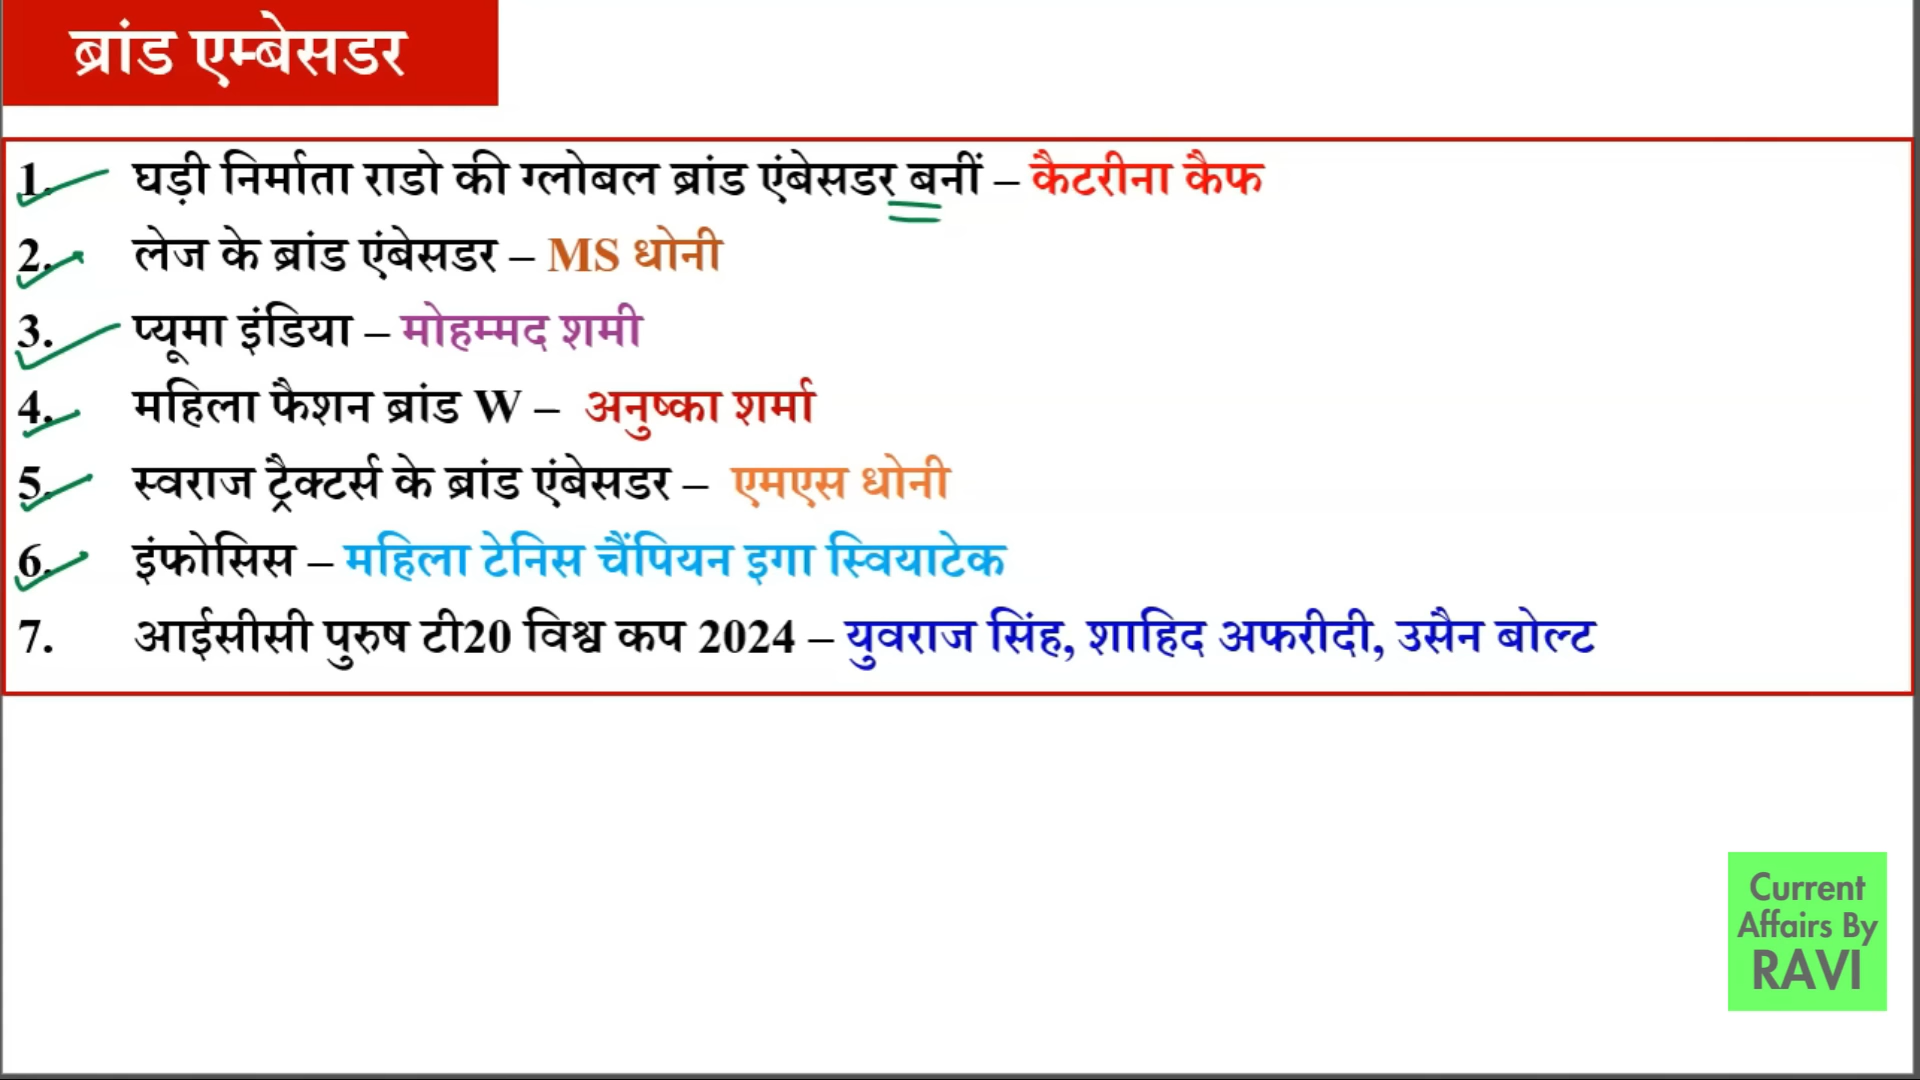 ब्रांड एम्बेसडर
1. घड़ी निर्माता राडो की ग्लोबल ब्रांड एंबेसडर बनीं – कैटरीना कैफ
2. लेज के ब्रांड एंबेसडर – MS धोनी
3. प्यूमा इंडिया – मोहम्मद शमी
4. महिला फैशन ब्रांड W – अनुष्का शर्मा
5. स्वराज ट्रैक्टर्स के ब्रांड एंबेसडर – एमएस धोनी
6. इंफोसिस – महिला टेनिस चैंपियन इगा स्वियाटेक
7. आईसीसी पुरुष टी20 विश्व कप 2024 – युवराज सिंह, शाहिद अफरीदी, उसैन बोल्ट
Current
Affairs By
RAVI